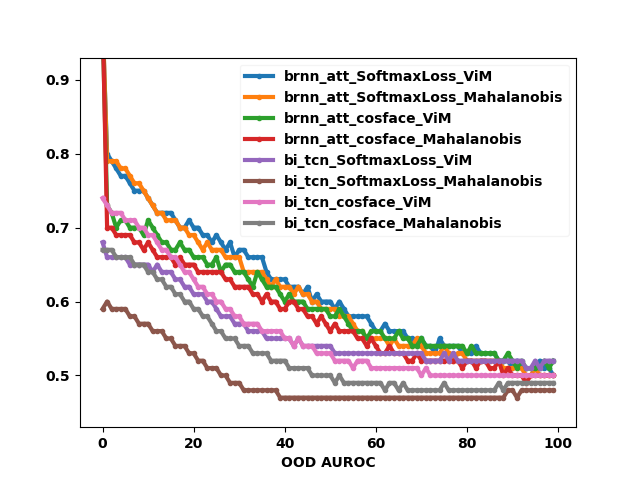 0.9
0.8
0.7
0.6
0.5
brnn_att_SoftmaxLoss_ViM
brnn_att_SoftmaxLoss_Mahalanobis
brnn_att_cosface_ViM
brnn_att_cosface_Mahalanobis
bi_tcn_SoftmaxLoss_ViM
bi_tcn_SoftmaxLoss_Mahalanobis
bi_tcn_cosface_ViM
bi_tcn_cosface_Mahalanobis
0 20 40 60 80 100
OOD AUROC